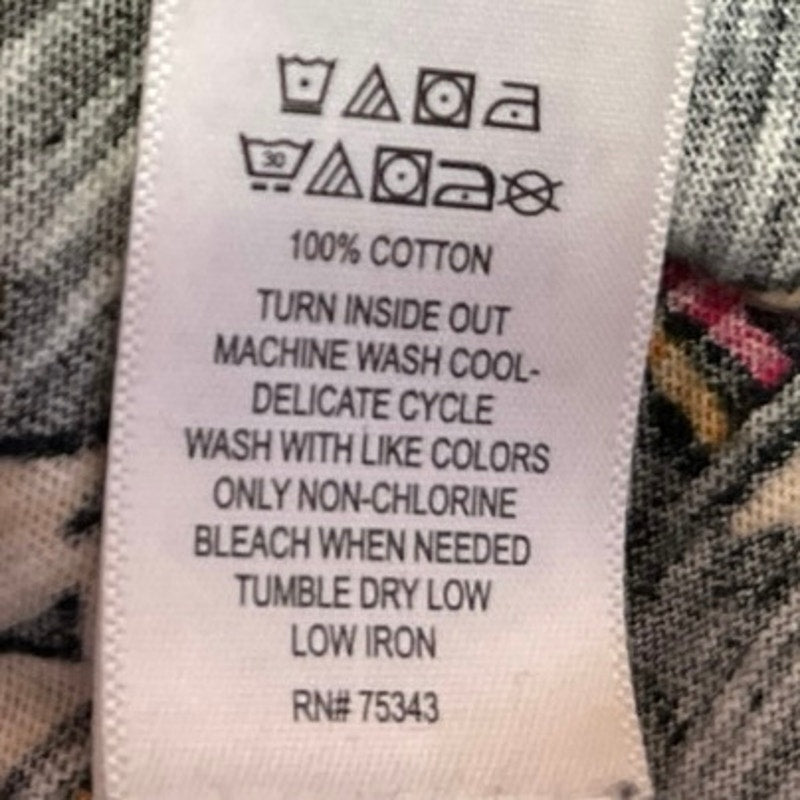 30
100% COTTON
TURN INSIDE OUT
MACHINE WASH COOL-
DELICATE CYCLE
WASH WITH LIKE COLORS
ONLY NON-CHLORINE
BLEACH WHEN NEEDED
TUMBLE DRY LOW
LOW IRON
RN# 75343